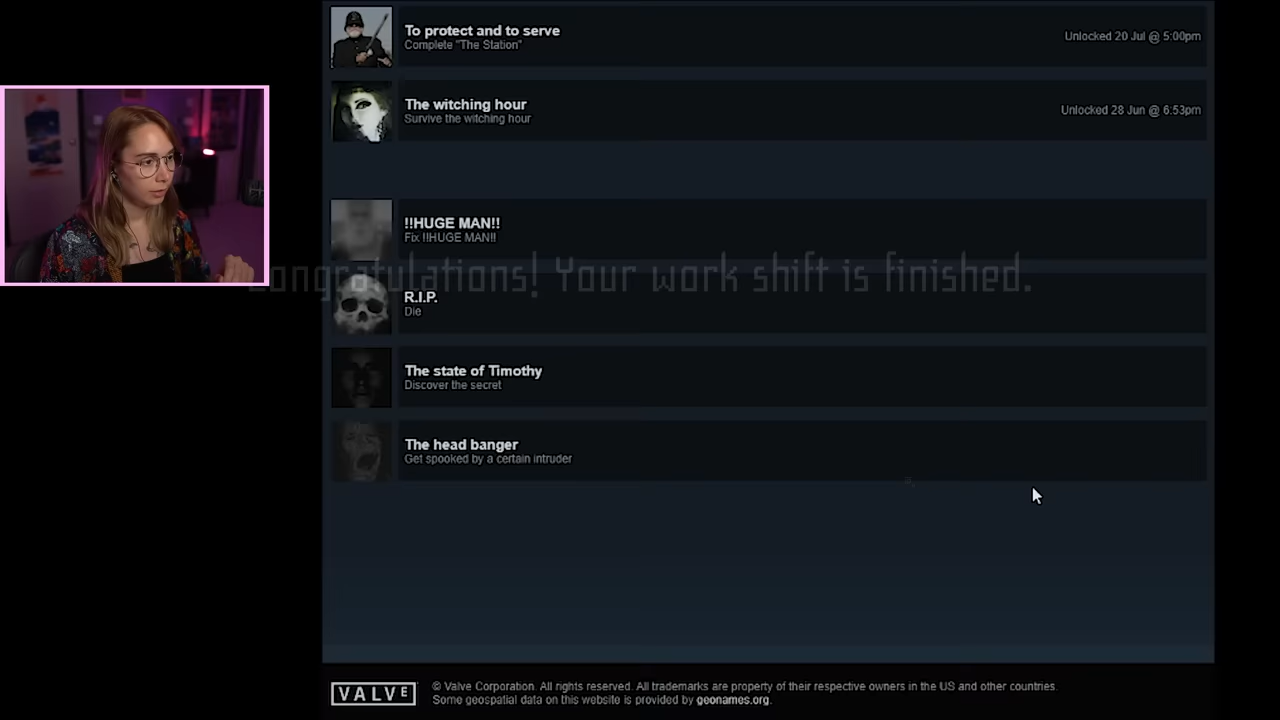 To protect and to serve
Complete "The Station"
Unlocked 20 Jul @ 5:00pm
The witching hour
Survive the witching hour
Unlocked 28 Jun @ 6:53pm
!!HUGE MAN!!
Fix !!HUGE MAN!!
Congratulations! Your work shift is finished.
R.I.P.
Die
The state of Timothy
Discover the secret
The head banger
Get spooked by a certain intruder
VALVE
© Valve Corporation. All rights reserved. All trademarks are property of their respective owners in the US and other countries.
Some geospatial data on this website is provided by geonames.org.